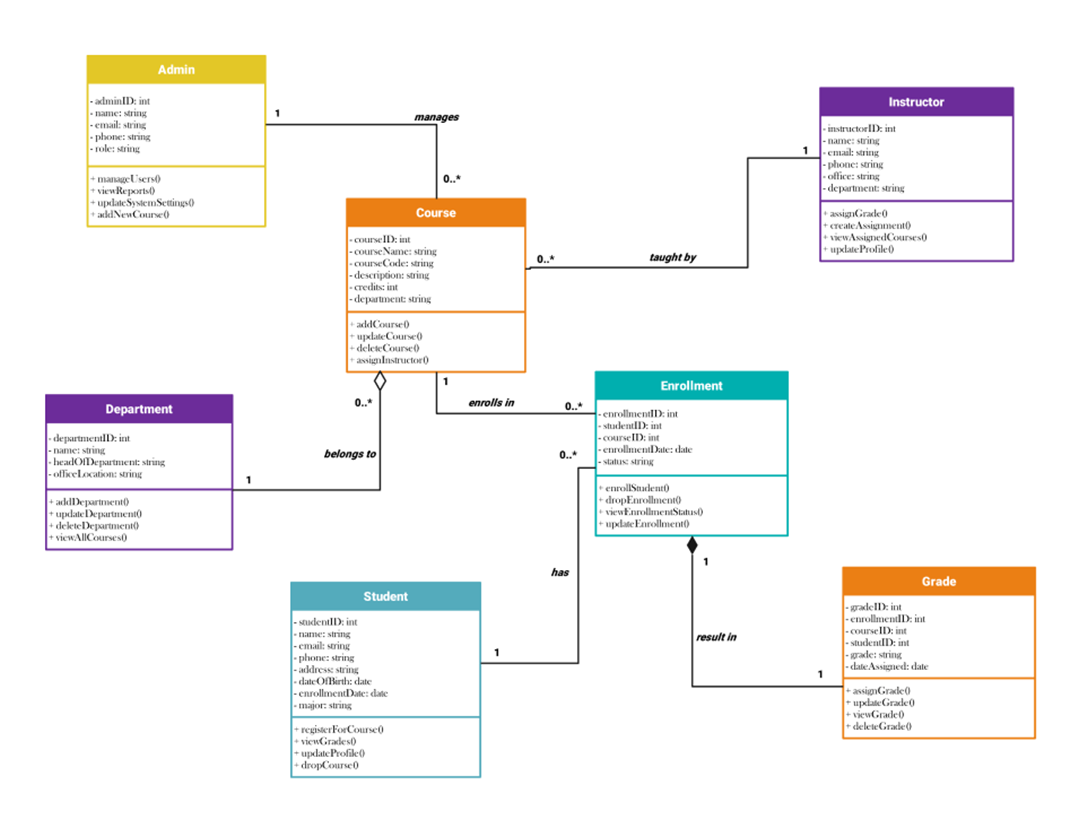 Admin
- adminID: int
- name: string
- email: string
- phone: string
- role: string
+ manageUsers()
+ viewReports()
+ updateSystemSettings()
+ addNewCourse()
1
manages
0..*
Instructor
- instructorID: int
- name: string
- email: string
- phone: string
- office: string
- department: string
+ assignGrade()
+ createAssignment()
+ viewAssignedCourses()
+ updateProfile()
1
taught by
0..*
Course
- courseID: int
- courseName: string
- courseCode: string
- description: string
- credits: int
- department: string
+ addCourse()
+ updateCourse()
+ deleteCourse()
+ assignInstructor()
0..*
belongs to
1
Department
- departmentID: int
- name: string
- headOfDepartment: string
- officeLocation: string
+ addDepartment()
+ updateDepartment()
+ deleteDepartment()
+ viewAllCourses()
1
enrolls in
0..*
Enrollment
- enrollmentID: int
- studentID: int
- courseID: int
- enrollmentDate: date
- status: string
+ enrollStudent()
+ dropEnrollment()
+ viewEnrollmentStatus()
+ updateEnrollment()
0..*
has
1
Student
- studentID: int
- name: string
- email: string
- phone: string
- address: string
- dateOfBirth: date
- enrollmentDate: date
- major: string
+ registerForCourse()
+ viewGrades()
+ updateProfile()
+ dropCourse()
1
result in
1
Grade
- gradeID: int
- enrollmentID: int
- courseID: int
- studentID: int
- grade: string
- dateAssigned: date
+ assignGrade()
+ updateGrade()
+ viewGrade()
+ deleteGrade()